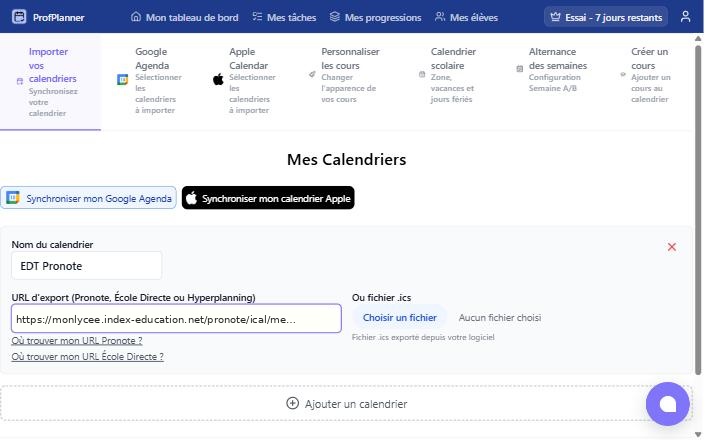 ProfPlanner
Mon tableau de bord
Mes tâches
Mes progressions
Mes élèves
Essai - 7 jours restants
Importer
vos
calendriers
Synchronisez
votre
calendrier
Google
Agenda
Sélectionner
les
calendriers
à importer
Apple
Calendar
Sélectionner
les
calendriers
à importer
Personnaliser
les cours
Changer
l'apparence de
vos cours
Calendrier
scolaire
Zone,
vacances et
jours fériés
Alternance
des semaines
Configuration
Semaine A/B
Créer un
cours
Ajouter un
cours au
calendrier
Mes Calendriers
Synchroniser mon Google Agenda
Synchroniser mon calendrier Apple
Nom du calendrier
EDT Pronote
URL d'export (Pronote, École Directe ou Hyperplanning)
https://monlycee.index-education.net/pronote/ical/me...
Où trouver mon URL Pronote ?
Où trouver mon URL École Directe ?
Ou fichier .ics
Choisir un fichier
Aucun fichier choisi
Fichier .ics exporté depuis votre logiciel
Ajouter un calendrier